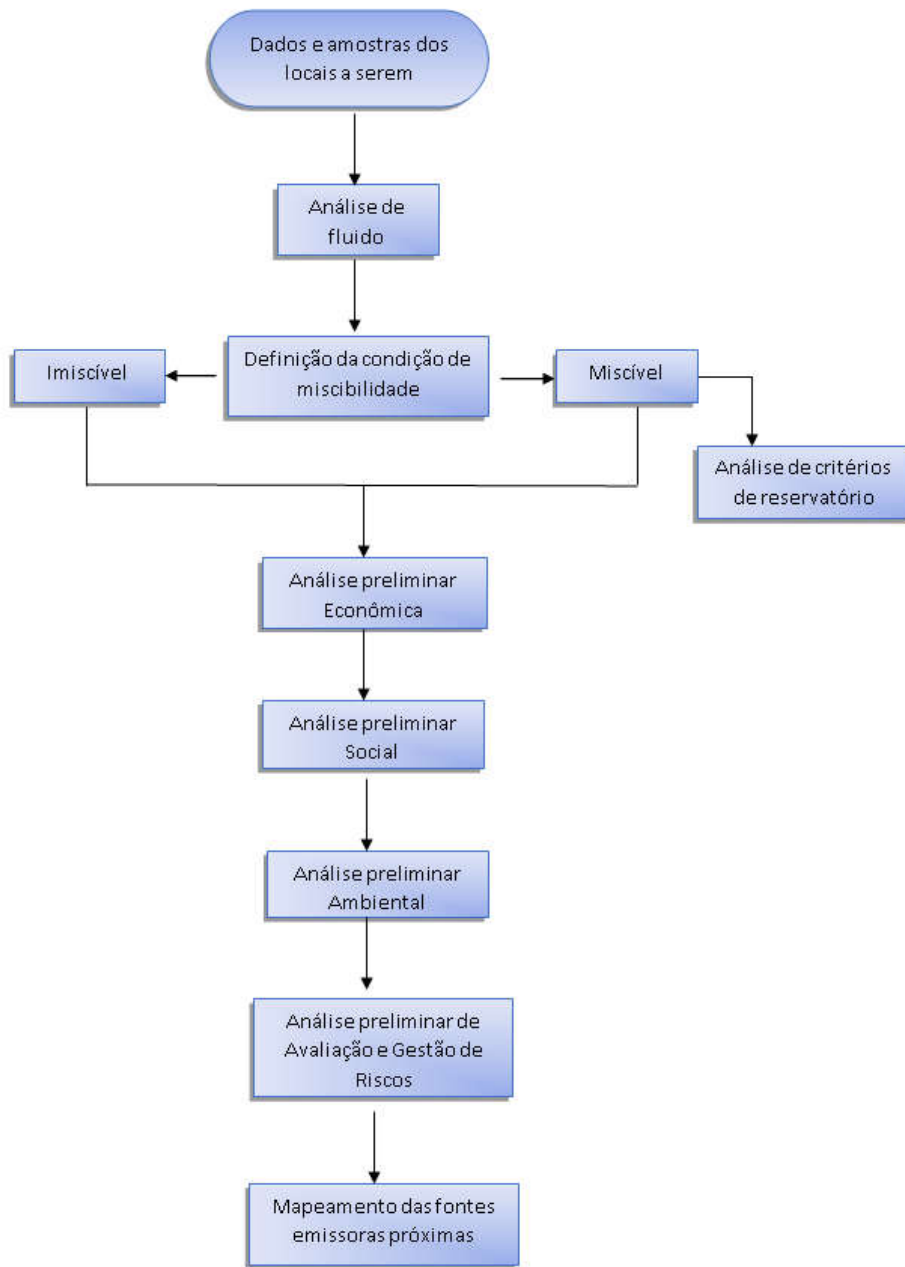 Dados e amostras dos
locais a serem
Análise de
fluido
Imiscível
Definição da condição de
miscibilidade
Miscível
Análise de critérios
de reservatório
Análise preliminar
Econômica
Análise preliminar
Social
Análise preliminar
Ambiental
Análise preliminar de
Avaliação e Gestão de
Riscos
Mapeamento das fontes
emissoras próximas